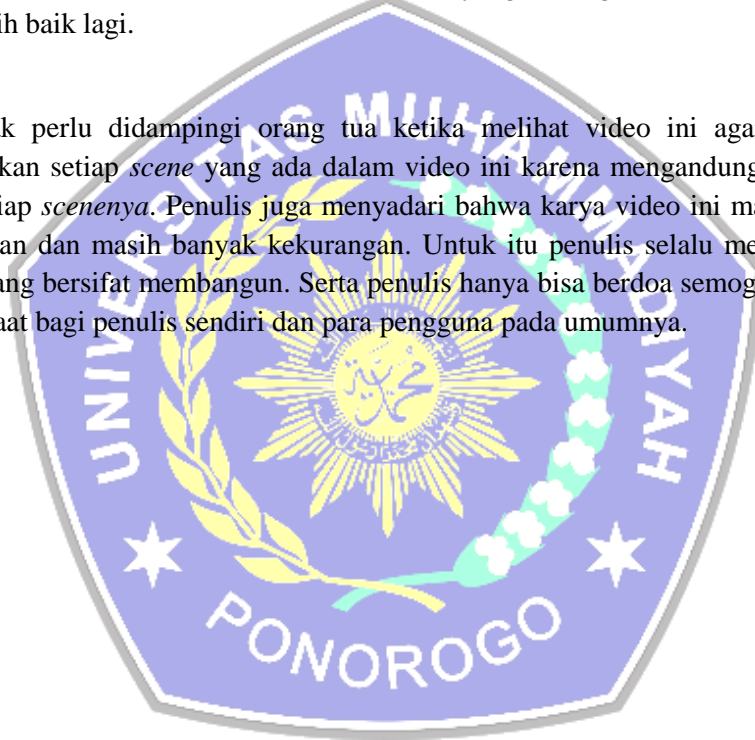 ih baik lagi.
ak perlu didampingi orang tua ketika melihat video ini aga
kan setiap scene yang ada dalam video ini karena mengandung
iap scenenya. Penulis juga menyadari bahwa karya video ini ma
an dan masih banyak kekurangan. Untuk itu penulis selalu me
ang bersifat membangun. Serta penulis hanya bisa berdoa semog
aat bagi penulis sendiri dan para pengguna pada umumnya.
UNIVERSITAS MUHAMMADIYAH
PONOROGO